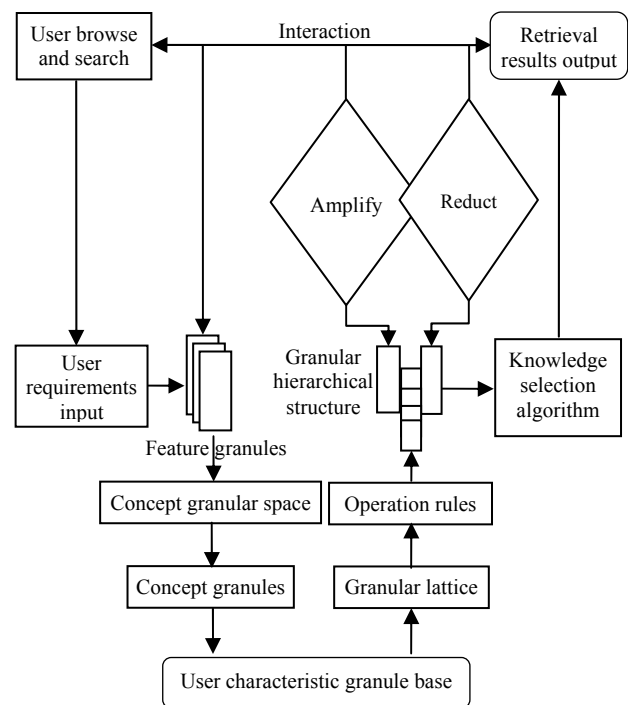 User browse
and search
Interaction
Retrieval
results output
Amplify
Reduct
User
requirements
input
Granular
hierarchical
structure
Knowledge
selection
algorithm
Feature granules
Concept granular space
Operation rules
Concept granules
Granular lattice
User characteristic granule base